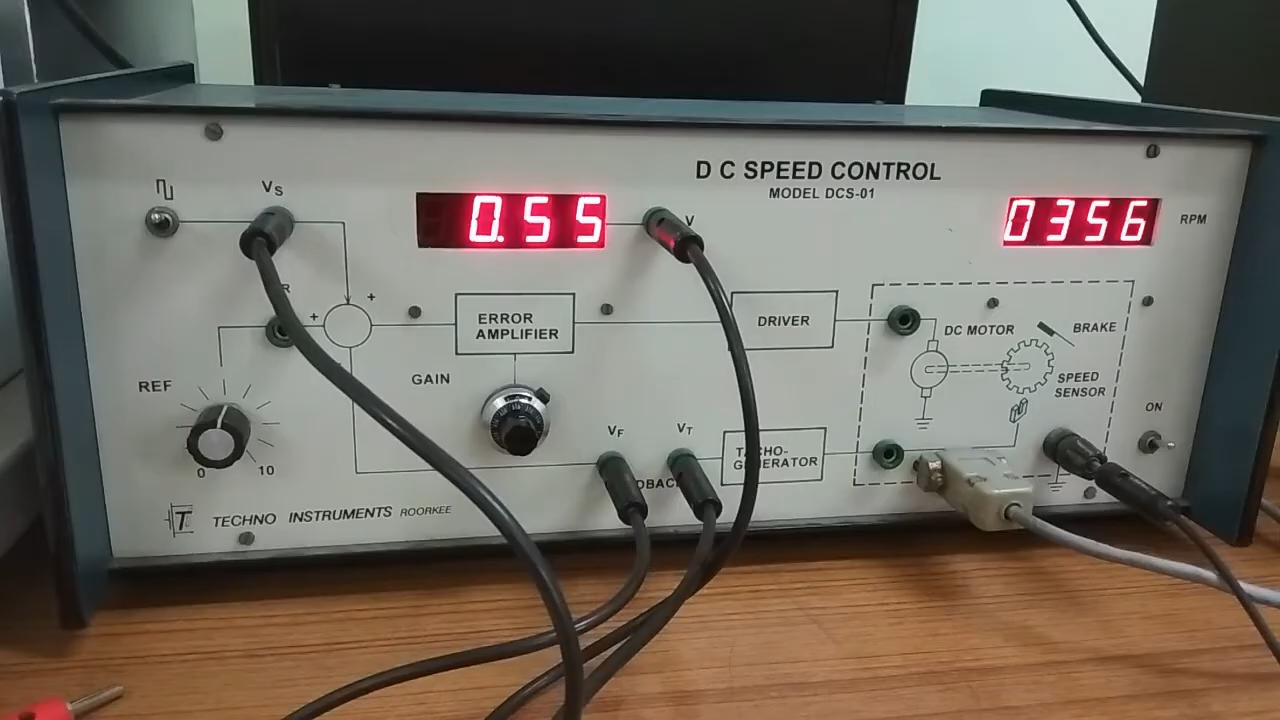 D C SPEED CONTROL
MODEL DCS-01
VS
0.55
V
0356
RPM
R
+
+
ERROR
AMPLIFIER
DRIVER
DC MOTOR
BRAKE
SPEED
SENSOR
REF
GAIN
0
10
VF
VT
TACHO-
GENERATOR
ON
T
TECHNO INSTRUMENTS ROORKEE